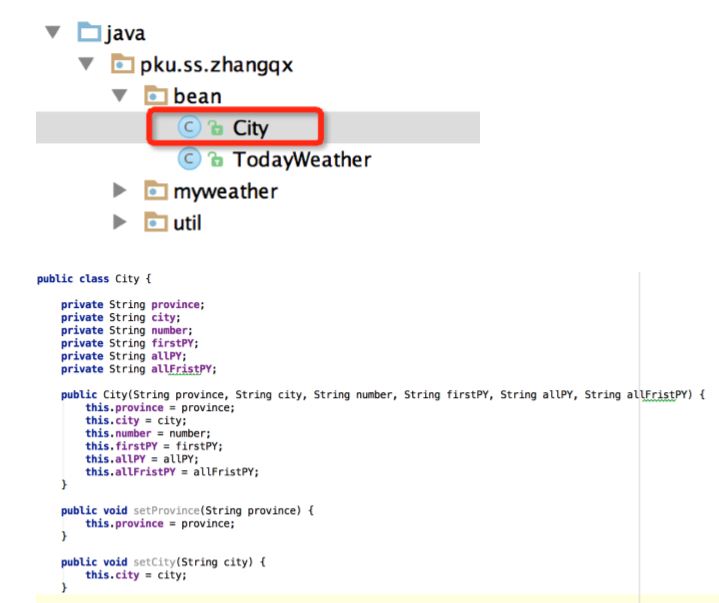 java
pku.ss.zhangqx
bean
C City
C TodayWeather
myweather
util
public class City {
private String province;
private String city;
private String number;
private String firstPY;
private String allPY;
private String allFristPY;
public City(String province, String city, String number, String firstPY, String allPY, String allFristPY) {
this.province = province;
this.city = city;
this.number = number;
this.firstPY = firstPY;
this.allPY = allPY;
this.allFristPY = allFristPY;
}
public void setProvince(String province) {
this.province = province;
}
public void setCity(String city) {
this.city = city;
}